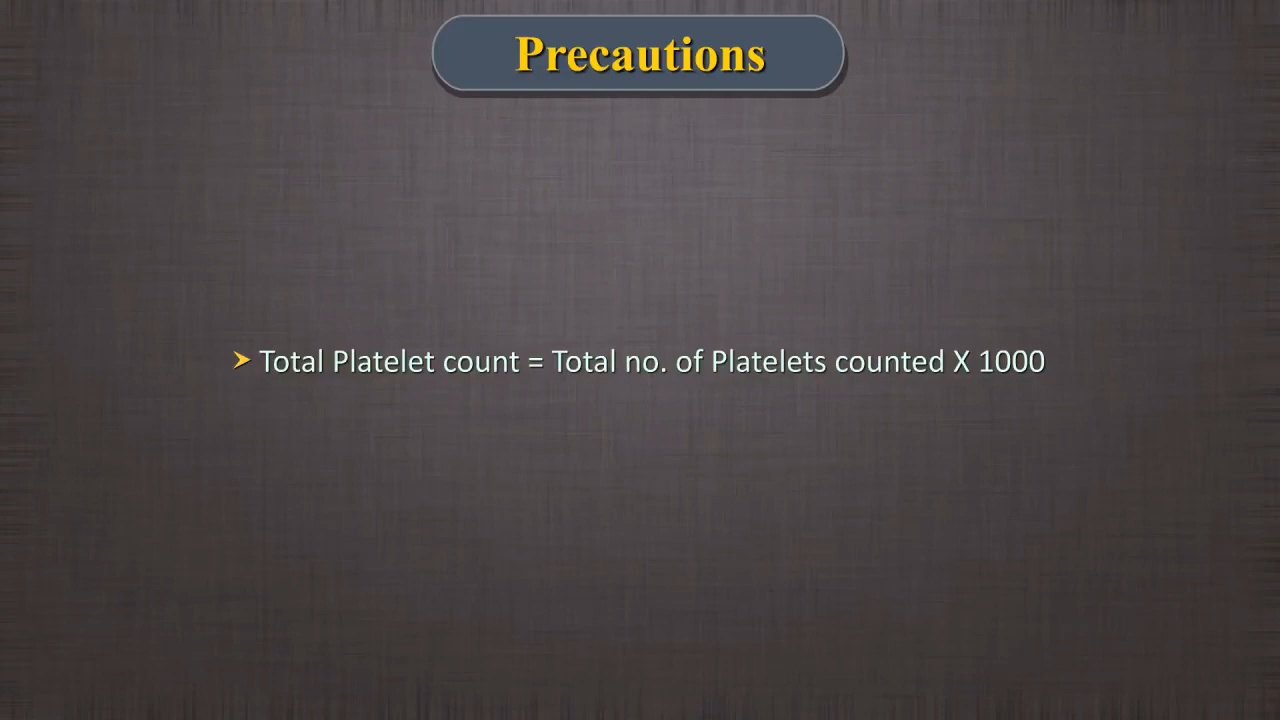 Precautions
➤ Total Platelet count = Total no. of Platelets counted X 1000